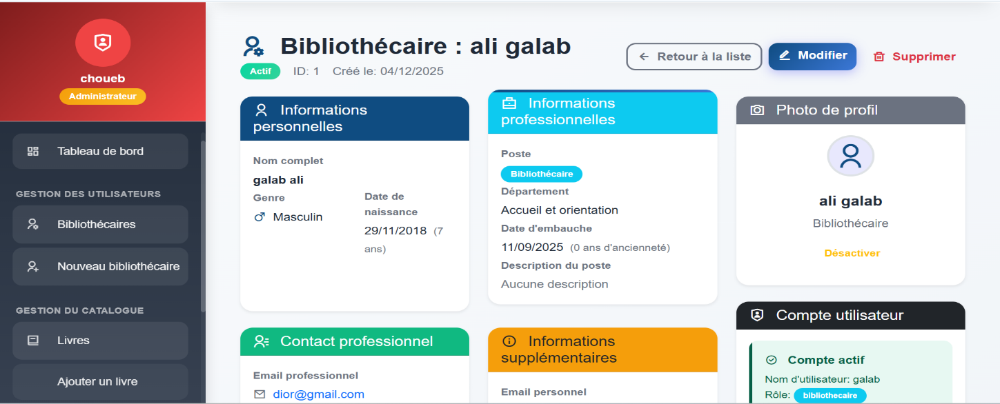 choueb
Administrateur
Tableau de bord
GESTION DES UTILISATEURS
Bibliothécaires
Nouveau bibliothécaire
GESTION DU CATALOGUE
Livres
Ajouter un livre
Bibliothécaire : ali galab
Actif ID: 1 Créé le: 04/12/2025
Retour à la liste
Modifier
Supprimer
Informations
personnelles
Nom complet
galab ali
Genre
Masculin
Date de
naissance
29/11/2018 (7
ans)
Informations
professionnelles
Poste
Bibliothécaire
Département
Accueil et orientation
Date d'embauche
11/09/2025 (0 ans d'ancienneté)
Description du poste
Aucune description
Photo de profil
ali galab
Bibliothécaire
Désactiver
Contact professionnel
Email professionnel
dior@gmail.com
Informations
supplémentaires
Email personnel
Compte utilisateur
Compte actif
Nom d'utilisateur: galab
Rôle: bibliothecaire